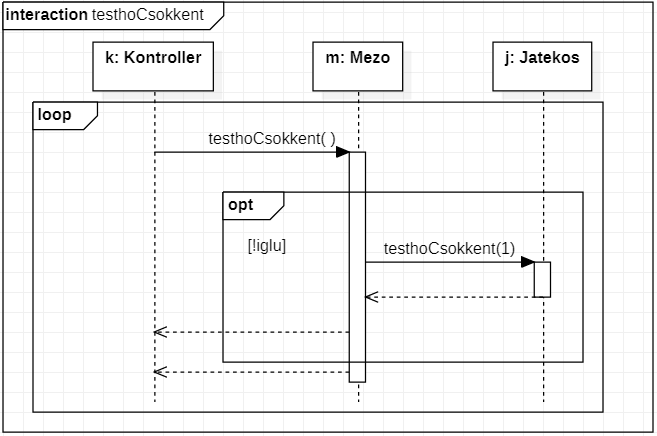 interaction testhoCsokkent
k: Kontroller
m: Mezo
j: Jatekos
loop
testhoCsokkent( )
opt
[!iglu]
testhoCsokkent(1)